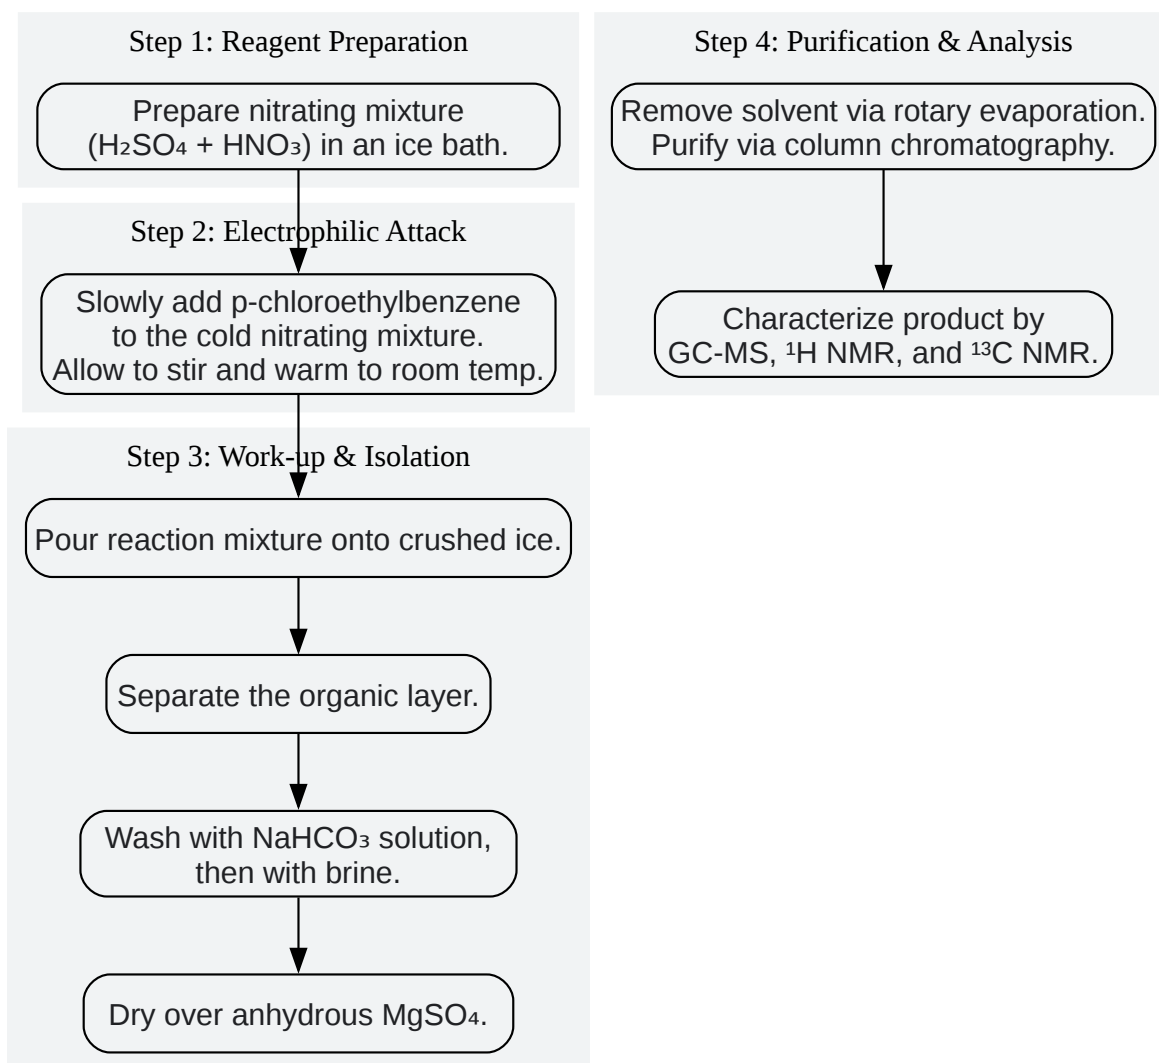 Step 1: Reagent Preparation
Prepare nitrating mixture
(H₂SO₄ + HNO₃) in an ice bath.
Step 2: Electrophilic Attack
Slowly add p-chloroethylbenzene
to the cold nitrating mixture.
Allow to stir and warm to room temp.
Step 3: Work-up & Isolation
Pour reaction mixture onto crushed ice.
Separate the organic layer.
Wash with NaHCO₃ solution,
then with brine.
Dry over anhydrous MgSO₄.
Step 4: Purification & Analysis
Remove solvent via rotary evaporation.
Purify via column chromatography.
Characterize product by
GC-MS, ¹H NMR, and ¹³C NMR.